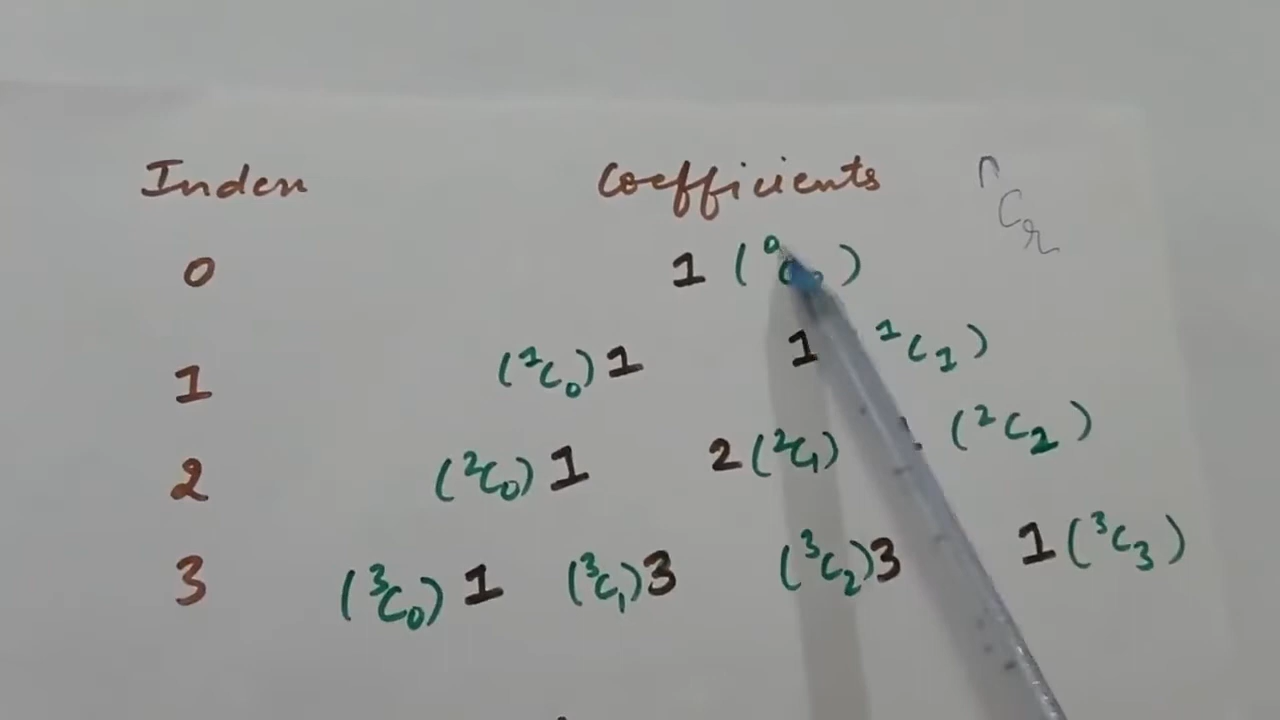 Index Coefficients ⁿCᵣ
0 1 (⁰C₀)
1 (¹C₀) 1 1 ¹C₁)
2 (²C₀) 1 2 (²C₁) (²C₂)
3 (³C₀) 1 (³C₁) 3 (³C₂) 3 1 (³C₃)